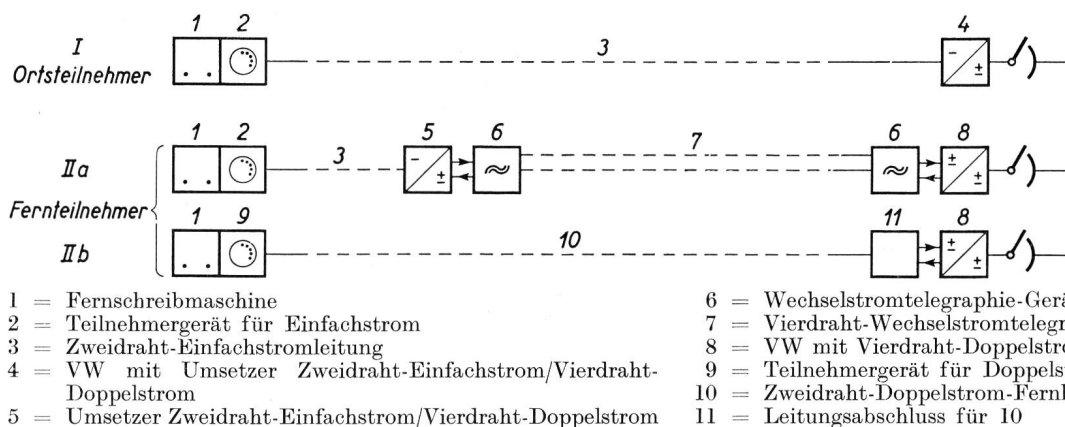 1 2 3 4
I
Ortsteilnehmer
1 2 3 5 6 7 6 8
IIa
Fernteilnehmer
1 9 10 11 8
IIb
1 = Fernschreibmaschine
2 = Teilnehmergerät für Einfachstrom
3 = Zweidraht-Einfachstromleitung
4 = VW mit Umsetzer Zweidraht-Einfachstrom/Vierdraht-
Doppelstrom
5 = Umsetzer Zweidraht-Einfachstrom/Vierdraht-Doppelstrom
6 = Wechselstromtelegraphie-Gerä
7 = Vierdraht-Wechselstromtelegr
8 = VW mit Vierdraht-Doppelstro
9 = Teilnehmergerät für Doppelst
10 = Zweidraht-Doppelstrom-Fernl
11 = Leitungsabschluss für 10